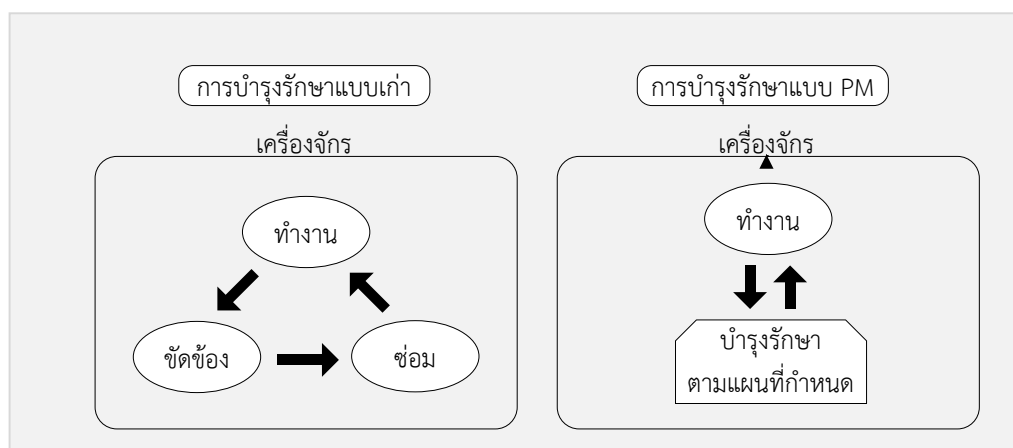 การบำรุงรักษาแบบเก่า
เครื่องจักร
ทำงาน
ขัดข้อง
ซ่อม
การบำรุงรักษาแบบ PM
เครื่องจักร
ทำงาน
บำรุงรักษา
ตามแผนที่กำหนด